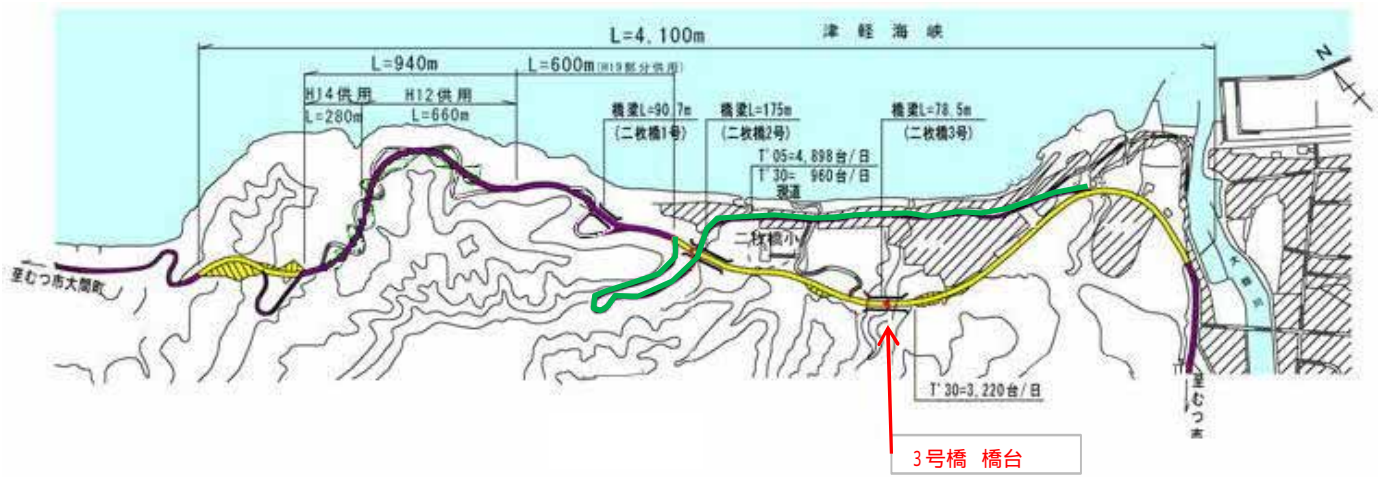 L=4,100m
津軽海峡
N
L=940m
L=600m(H19部分供用)
H14供用
H12供用
L=280m
L=660m
橋梁L=90.7m
(二枚橋1号)
橋梁L=175m
(二枚橋2号)
橋梁L=78.5m
(二枚橋3号)
T'05=4,898台/日
T'30= 960台/日
現道
二枚橋小
至むつ市大間町
T'30=3,220台/日
至むつ市
3号橋 橋台